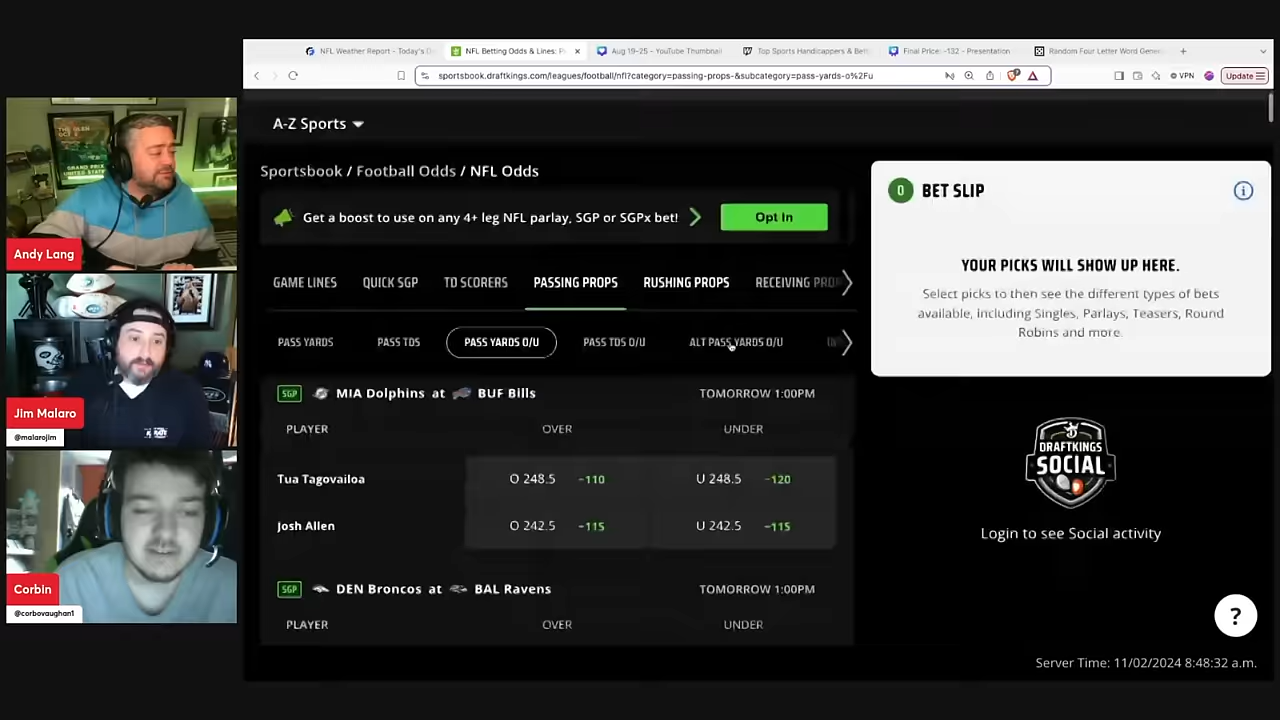 NFL Weather Report - Today's
NFL Betting Odds & Lines: P
Aug 19-25 - YouTube Thumbnail
Top Sports Handicappers & Bett
Final Price: -132 - Presentation
Random Four Letter Word Gene
sportsbook.draftkings.com/leagues/football/nfl?category=passing-props-&subcategory=pass-yards-o%2Fu
VPN
Update
A-Z Sports
Sportsbook / Football Odds / NFL Odds
Get a boost to use on any 4+ leg NFL parlay, SGP or SGPx bet!
Opt In
GAME LINES QUICK SGP TD SCORERS PASSING PROPS RUSHING PROPS RECEIVING PROP
PASS YARDS PASS TDS PASS YARDS O/U PASS TDS O/U ALT PASS YARDS O/U
SGP MIA Dolphins at BUF Bills TOMORROW 1:00PM
PLAYER OVER UNDER
Tua Tagovailoa O 248.5 -110 U 248.5 -120
Josh Allen O 242.5 -115 U 242.5 -115
SGP DEN Broncos at BAL Ravens TOMORROW 1:00PM
PLAYER OVER UNDER
0 BET SLIP
YOUR PICKS WILL SHOW UP HERE.
Select picks to then see the different types of bets
available, including Singles, Parlays, Teasers, Round
Robins and more.
DRAFTKINGS
SOCIAL
Login to see Social activity
?
Server Time: 11/02/2024 8:48:32 a.m.
THE GLEN
GRAND PRIX
UNITED STATES
Andy Lang
Jim Malaro
@malarojim
Corbin
@corbovaughan1